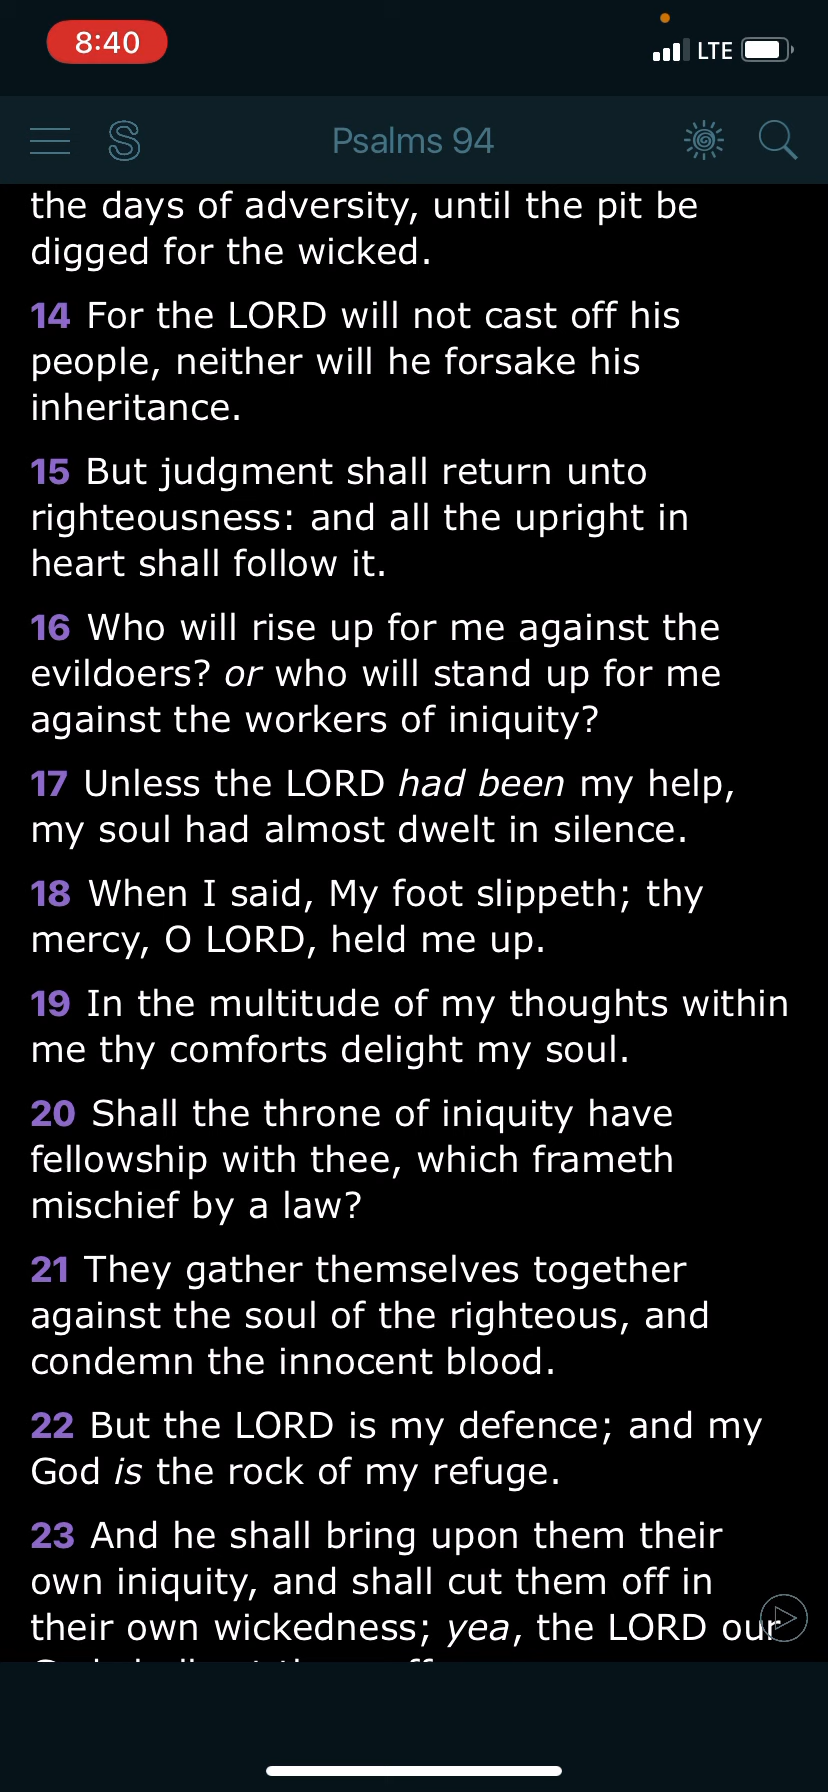 8:40
LTE
S
Psalms 94
the days of adversity, until the pit be
digged for the wicked.
14 For the LORD will not cast off his
people, neither will he forsake his
inheritance.
15 But judgment shall return unto
righteousness: and all the upright in
heart shall follow it.
16 Who will rise up for me against the
evildoers? or who will stand up for me
against the workers of iniquity?
17 Unless the LORD had been my help,
my soul had almost dwelt in silence.
18 When I said, My foot slippeth; thy
mercy, O LORD, held me up.
19 In the multitude of my thoughts within
me thy comforts delight my soul.
20 Shall the throne of iniquity have
fellowship with thee, which frameth
mischief by a law?
21 They gather themselves together
against the soul of the righteous, and
condemn the innocent blood.
22 But the LORD is my defence; and my
God is the rock of my refuge.
23 And he shall bring upon them their
own iniquity, and shall cut them off in
their own wickedness; yea, the LORD our